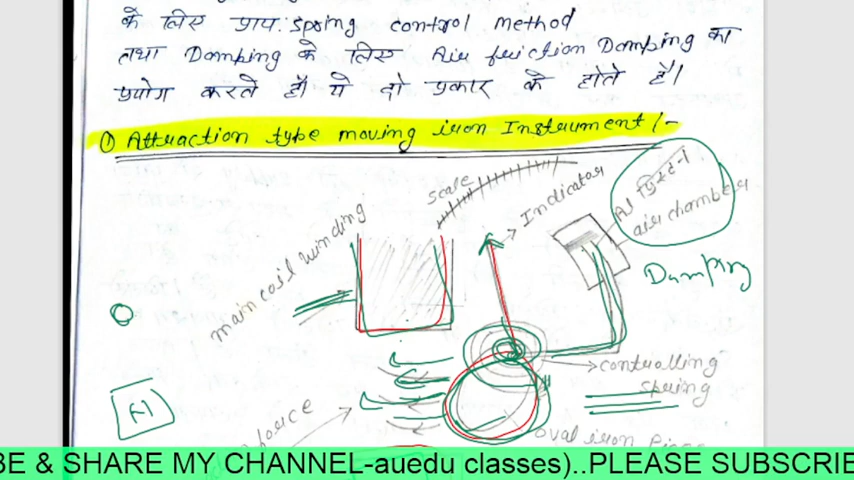 के लिए प्राय: spring control method
तथा Damping के लिए Air friction Damping का
प्रयोग करते हैं। ये दो प्रकार के होते हैं।
① Attraction type moving iron Instrument :-
scale
Indicator
Al पिस्टन
air chamber
main coil winding
Damping
controlling
spring
force
oval iron piece
BE & SHARE MY CHANNEL-auedu classes)..PLEASE SUBSCRIBE